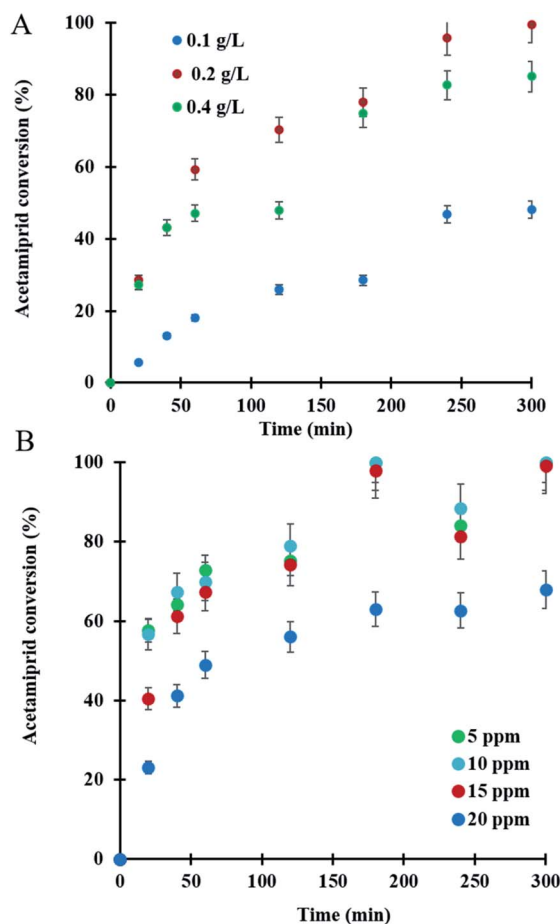 A
0.1 g/L
0.2 g/L
0.4 g/L
Acetamiprid conversion (%)
100
80
60
40
20
0
0 50 100 150 200 250 300
Time (min)
B
Acetamiprid conversion (%)
100
80
60
40
20
0
5 ppm
10 ppm
15 ppm
20 ppm
0 50 100 150 200 250 300
Time (min)